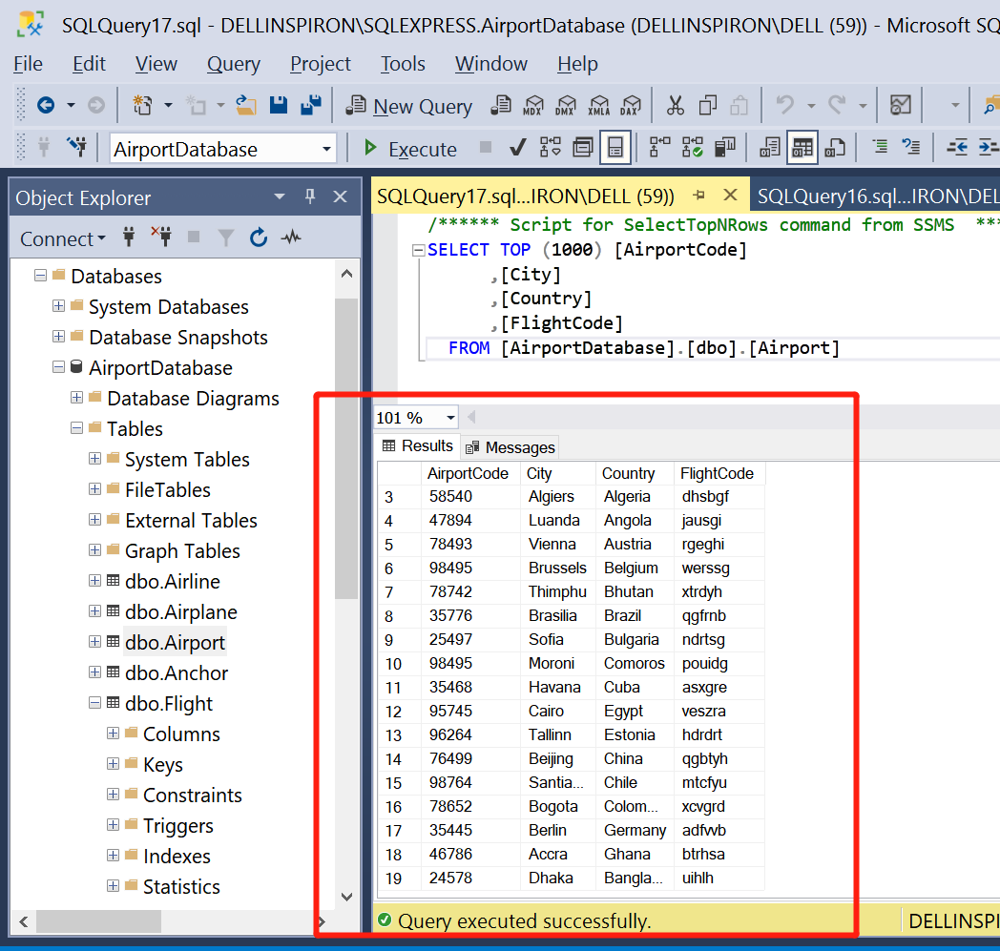 SQLQuery17.sql - DELLINSPIRON\SQLEXPRESS.AirportDatabase (DELLINSPIRON\DELL (59)) - Microsoft SQ
File Edit View Query Project Tools Window Help
New Query MDX DMX XMLA DAX
AirportDatabase Execute
Object Explorer
Connect
Databases
System Databases
Database Snapshots
AirportDatabase
Database Diagrams
Tables
System Tables
FileTables
External Tables
Graph Tables
dbo.Airline
dbo.Airplane
dbo.Airport
dbo.Anchor
dbo.Flight
Columns
Keys
Constraints
Triggers
Indexes
Statistics
SQLQuery17.sql...IRON\DELL (59)) SQLQuery16.sql...IRON\DEL
/****** Script for SelectTopNRows command from SSMS ***
SELECT TOP (1000) [AirportCode]
,[City]
,[Country]
,[FlightCode]
FROM [AirportDatabase].[dbo].[Airport]
101 %
Results Messages
AirportCode City Country FlightCode
3 58540 Algiers Algeria dhsbgf
4 47894 Luanda Angola jausgi
5 78493 Vienna Austria rgeghi
6 98495 Brussels Belgium werssg
7 78742 Thimphu Bhutan xtrdyh
8 35776 Brasilia Brazil qgfrnb
9 25497 Sofia Bulgaria ndrtsg
10 98495 Moroni Comoros pouidg
11 35468 Havana Cuba asxgre
12 95745 Cairo Egypt veszra
13 96264 Tallinn Estonia hdrdrt
14 76499 Beijing China qgbtyh
15 98764 Santia... Chile mtcfyu
16 78652 Bogota Colom... xcvgrd
17 35445 Berlin Germany adfvvb
18 46786 Accra Ghana btrhsa
19 24578 Dhaka Bangla... uihlh
Query executed successfully. DELLINSPI